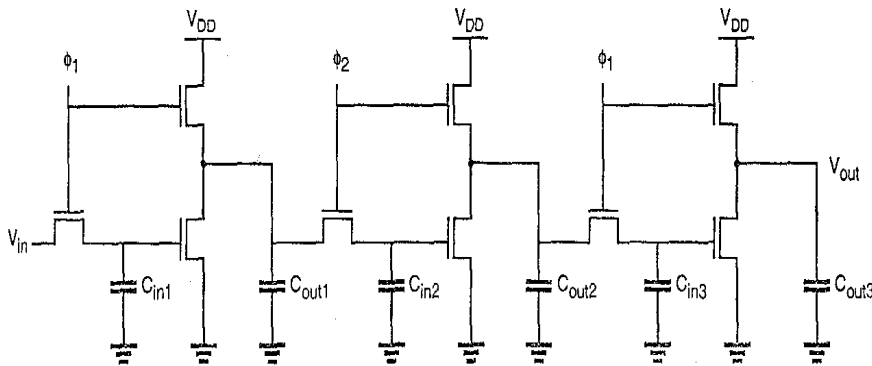 V_DD V_DD V_DD
ϕ₁ ϕ₂ ϕ₁
V_out
V_in
C_in1 C_out1 C_in2 C_out2 C_in3 C_out3